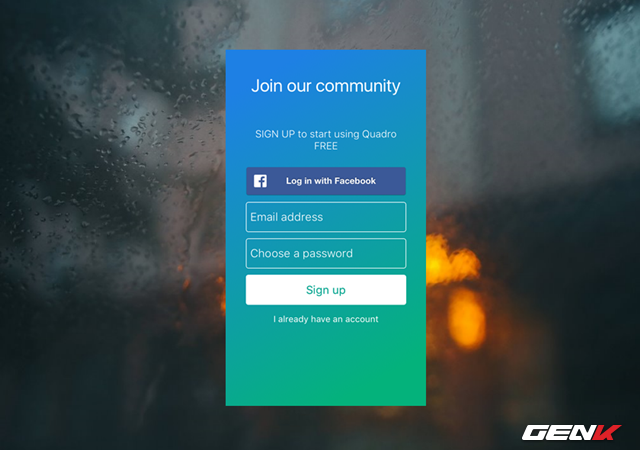 Join our community
SIGN UP to start using Quadro
FREE
Log in with Facebook
Email address
Choose a password
Sign up
I already have an account
GENK